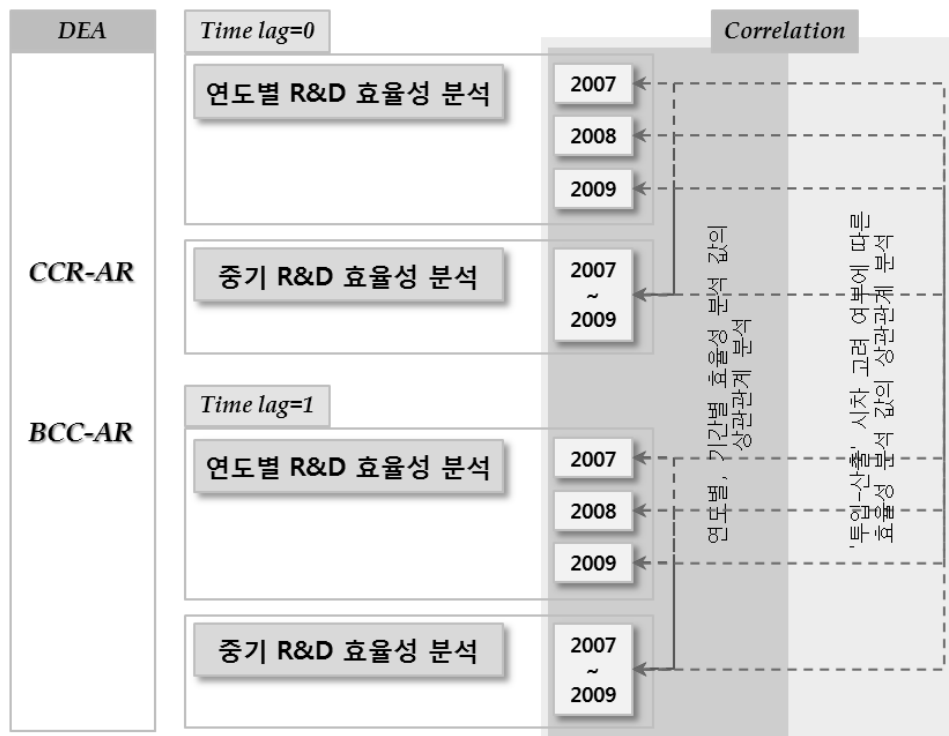 DEA
CCR-AR
BCC-AR
Time lag=0
연도별 R&D 효율성 분석
2007
2008
2009
중기 R&D 효율성 분석
2007
~
2009
Time lag=1
연도별 R&D 효율성 분석
2007
2008
2009
중기 R&D 효율성 분석
2007
~
2009
Correlation
연도별, 기간별 효율성 분석 값의
상관관계 분석
'투입-산출' 시차 고려 여부에 따른
효율성 분석 값의 상관관계 분석